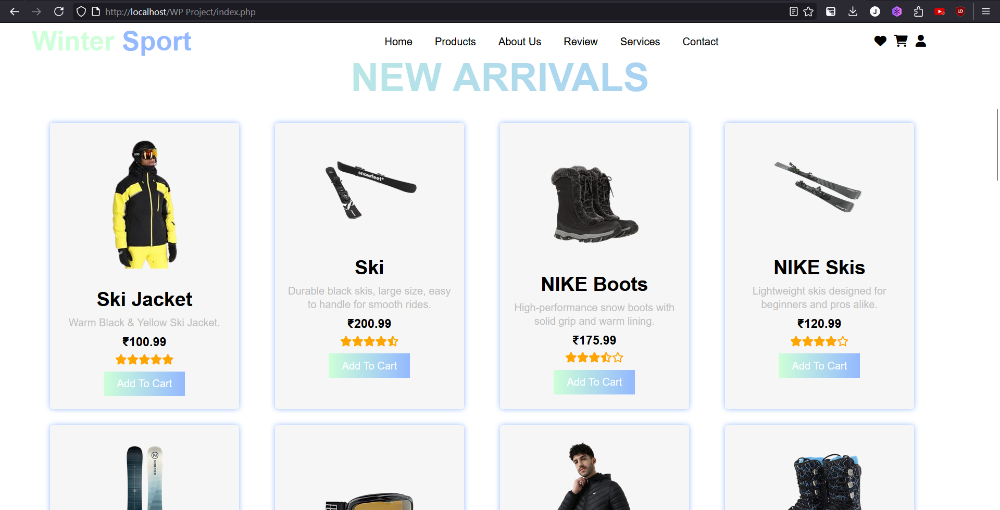 http://localhost/WP Project/index.php
Winter Sport
Home Products About Us Review Services Contact
NEW ARRIVALS
snowfeet*
Ski Jacket
Warm Black & Yellow Ski Jacket.
₹100.99
Add To Cart
Ski
Durable black skis, large size, easy
to handle for smooth rides.
₹200.99
Add To Cart
NIKE Boots
High-performance snow boots with
solid grip and warm lining.
₹175.99
Add To Cart
NIKE Skis
Lightweight skis designed for
beginners and pros alike.
₹120.99
Add To Cart
NIDECKER